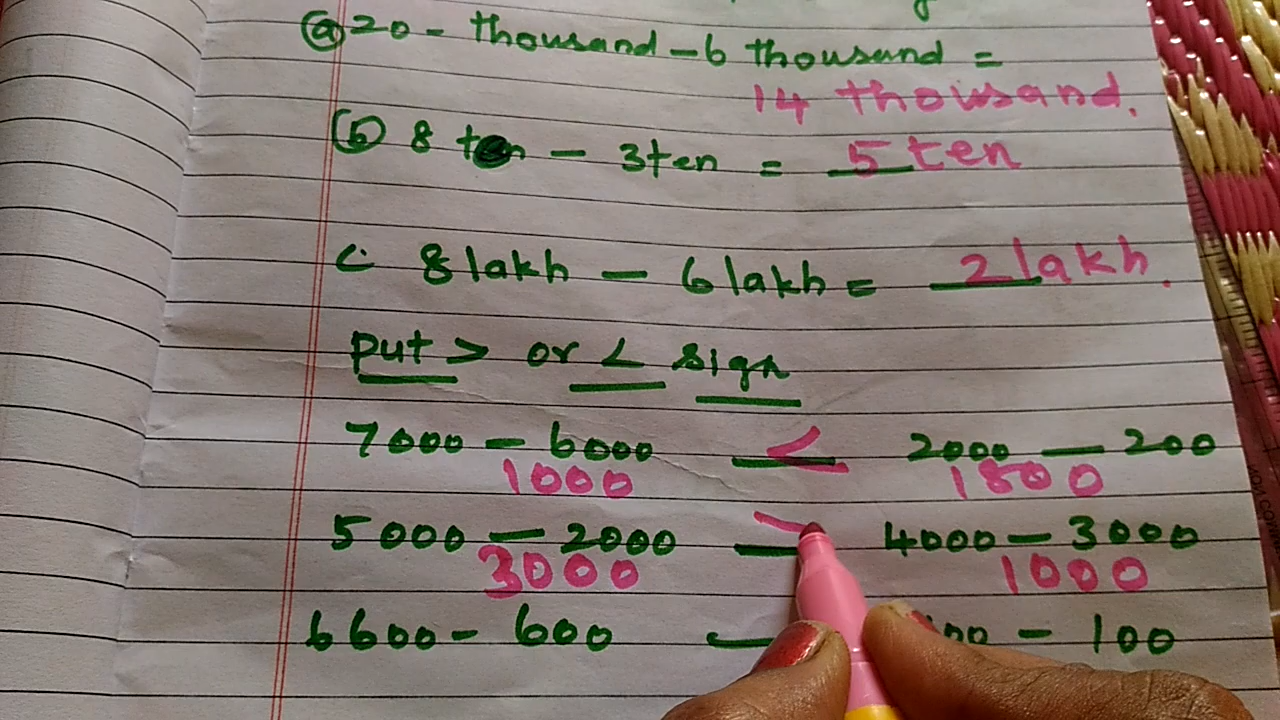 (a) 20 - thousand - 6 thousand =
14 thousand.
(b) 8 ten - 3 ten = 5 ten
c. 8 lakh - 6 lakh = 2 lakh.
put > or < sign
7000 - 6000 < 2000 - 200
1000 1800
5000 - 2000 4000 - 3000
3000 1000
6600 - 600 - 100